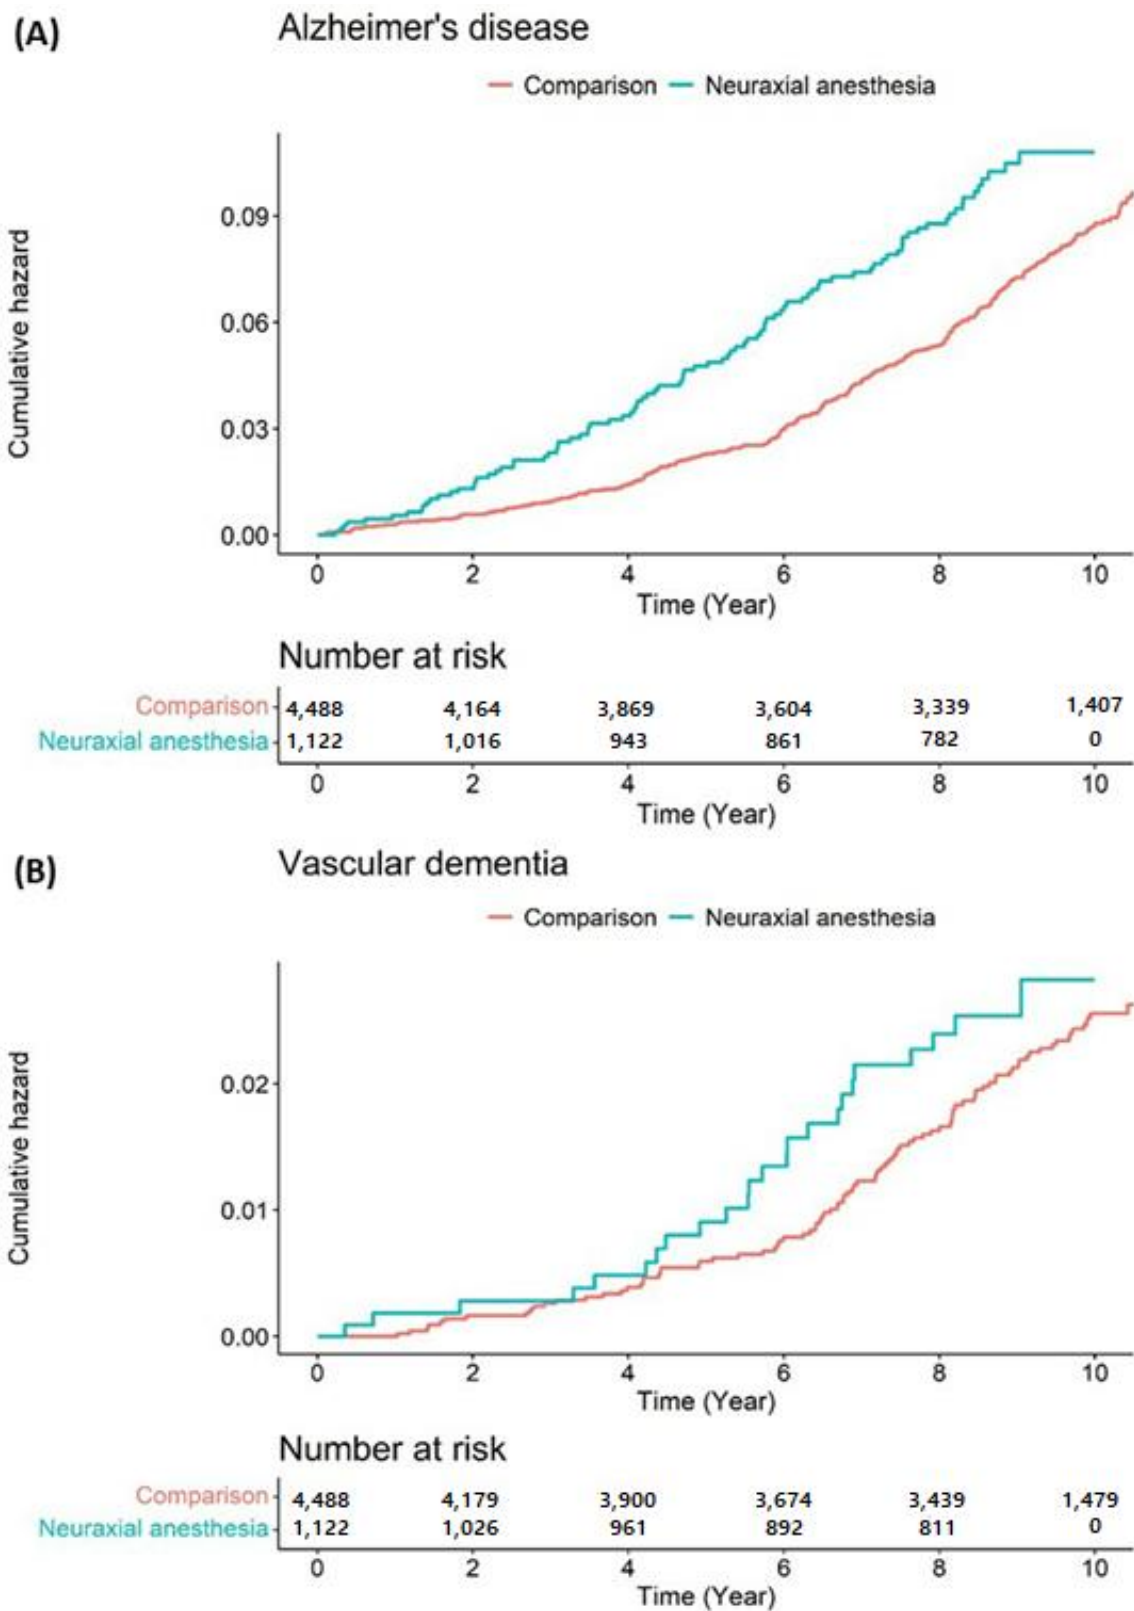 (A)
Alzheimer's disease
Comparison Neuraxial anesthesia
Cumulative hazard
0.09
0.06
0.03
0.00
0 2 4 6 8 10
Time (Year)
Number at risk
Comparison 4,488 4,164 3,869 3,604 3,339 1,407
Neuraxial anesthesia 1,122 1,016 943 861 782 0
0 2 4 6 8 10
Time (Year)
(B)
Vascular dementia
Comparison Neuraxial anesthesia
Cumulative hazard
0.02
0.01
0.00
0 2 4 6 8 10
Time (Year)
Number at risk
Comparison 4,488 4,179 3,900 3,674 3,439 1,479
Neuraxial anesthesia 1,122 1,026 961 892 811 0
0 2 4 6 8 10
Time (Year)